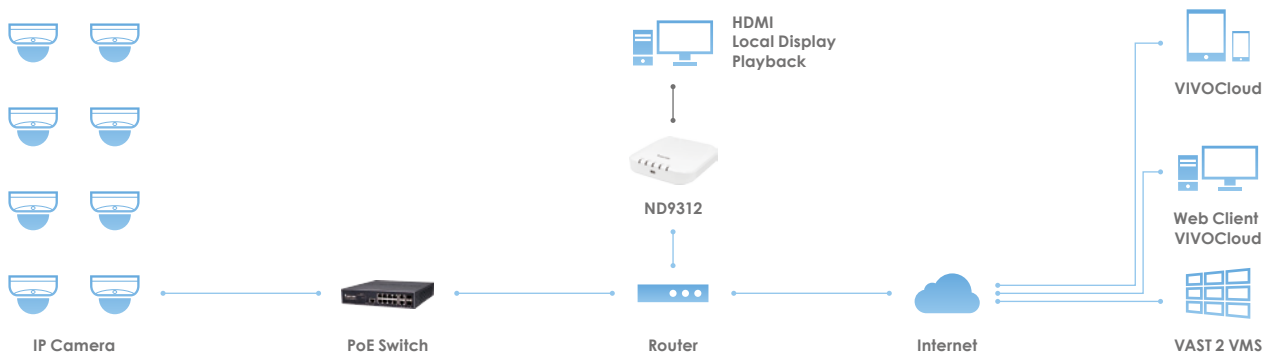 HDMI
Local Display
Playback
VIVOCloud
ND9312
Web Client
VIVOCloud
IP Camera
PoE Switch
Router
Internet
VAST 2 VMS